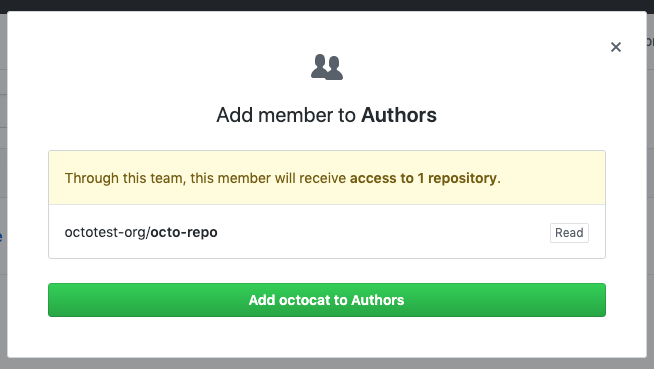 Add member to Authors
Through this team, this member will receive access to 1 repository.
octotest-org/octo-repo
Read
Add octocat to Authors